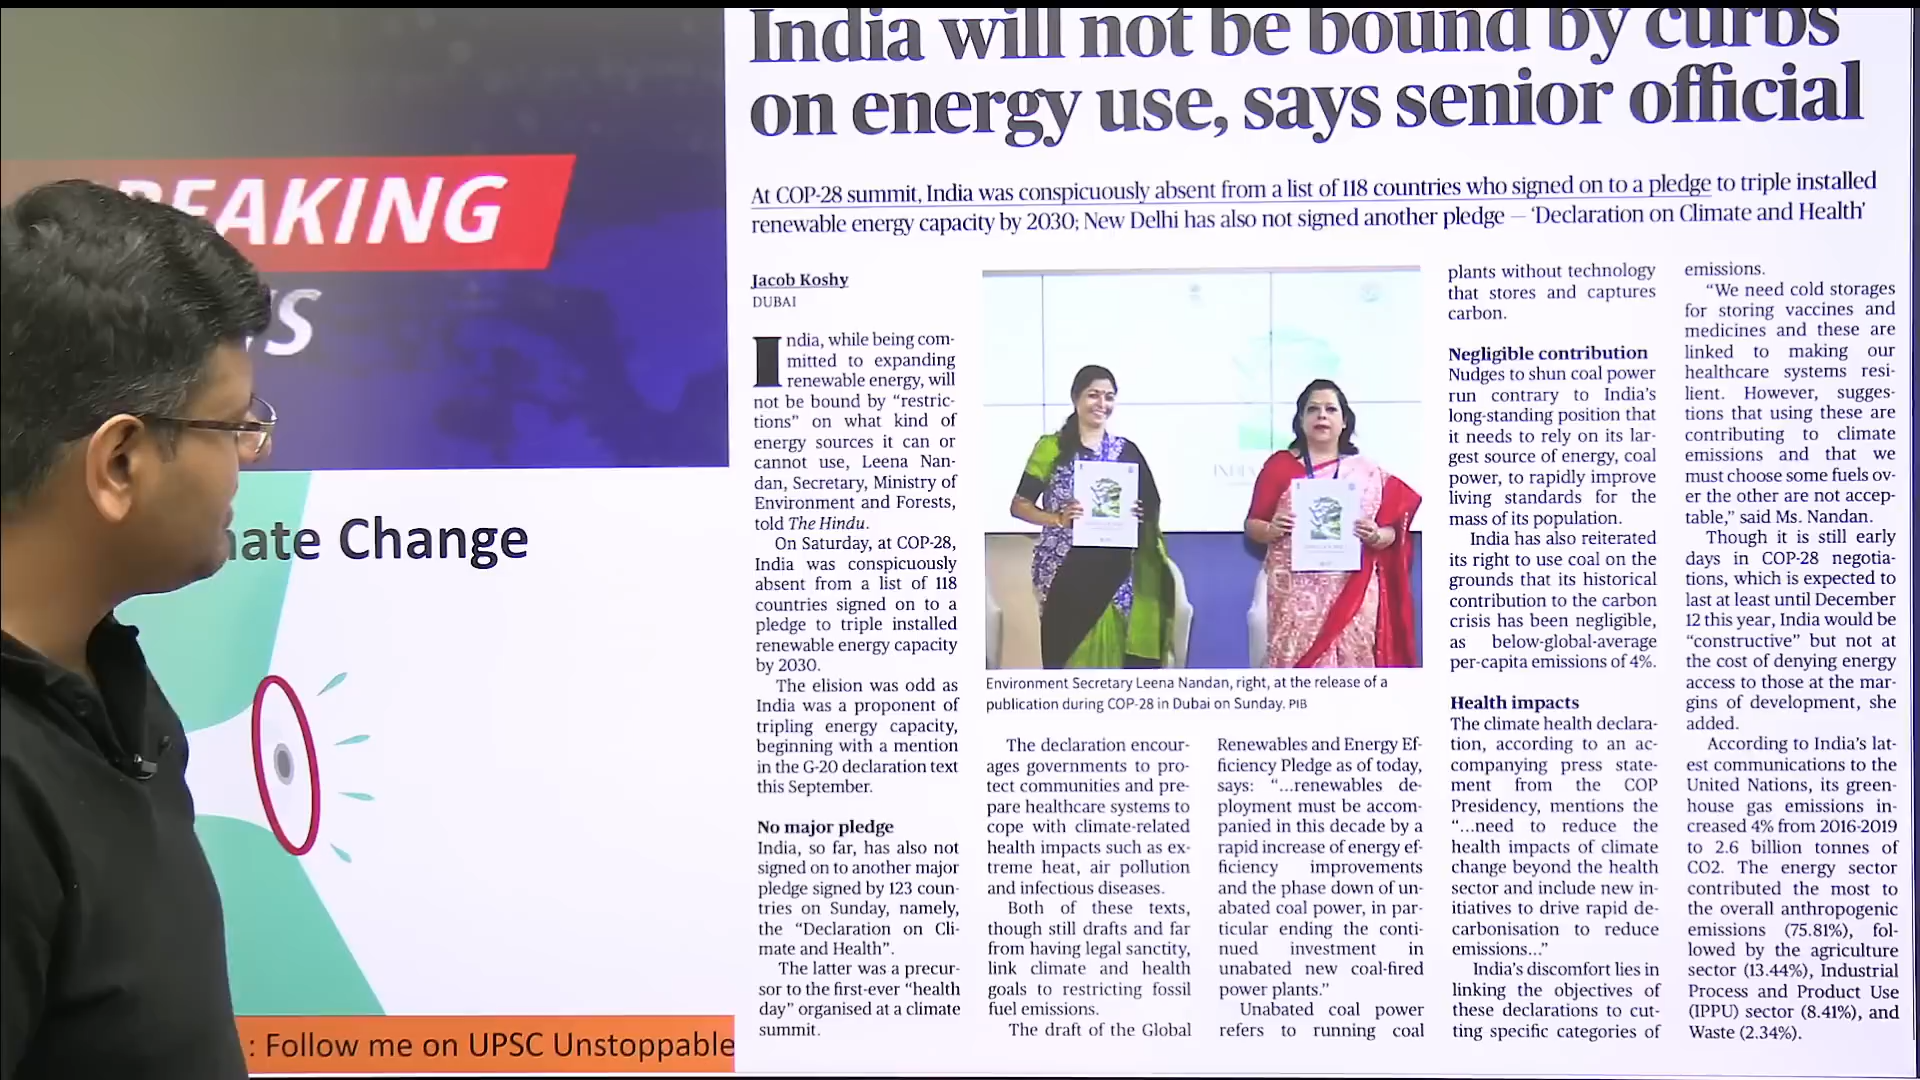 BREAKING
India will not be bound by curbs
on energy use, says senior official
At COP-28 summit, India was conspicuously absent from a list of 118 countries who signed on to a pledge to triple installed
renewable energy capacity by 2030; New Delhi has also not signed another pledge — ‘Declaration on Climate and Health’
Jacob Koshy
DUBAI
India, while being com-
mitted to expanding
renewable energy, will
not be bound by “restric-
tions” on what kind of
energy sources it can or
cannot use, Leena Nan-
dan, Secretary, Ministry of
Environment and Forests,
told The Hindu.
On Saturday, at COP-28,
India was conspicuously
absent from a list of 118
countries signed on to a
pledge to triple installed
renewable energy capacity
by 2030.
The elision was odd as
India was a proponent of
tripling energy capacity,
beginning with a mention
in the G-20 declaration text
this September.
No major pledge
India, so far, has also not
signed on to another major
pledge signed by 123 coun-
tries on Sunday, namely,
the “Declaration on Cli-
mate and Health”.
The latter was a precur-
sor to the first-ever “health
day” organised at a climate
summit.
Environment Secretary Leena Nandan, right, at the release of a
publication during COP-28 in Dubai on Sunday. PIB
The declaration encour-
ages governments to pro-
tect communities and pre-
pare healthcare systems to
cope with climate-related
health impacts such as ex-
treme heat, air pollution
and infectious diseases.
Both of these texts,
though still drafts and far
from having legal sanctity,
link climate and health
goals to restricting fossil
fuel emissions.
The draft of the Global
Renewables and Energy Ef-
ficiency Pledge as of today,
says: “...renewables de-
ployment must be accom-
panied in this decade by a
rapid increase of energy ef-
ficiency improvements
and the phase down of un-
abated coal power, in par-
ticular ending the conti-
nued investment in
unabated new coal-fired
power plants.”
Unabated coal power
refers to running coal
plants without technology
that stores and captures
carbon.
Negligible contribution
Nudges to shun coal power
run contrary to India’s
long-standing position that
it needs to rely on its lar-
gest source of energy, coal
power, to rapidly improve
living standards for the
mass of its population.
India has also reiterated
its right to use coal on the
grounds that its historical
contribution to the carbon
crisis has been negligible,
as below-global-average
per-capita emissions of 4%.
Health impacts
The climate health declara-
tion, according to an ac-
companying press state-
ment from the COP
Presidency, mentions the
“...need to reduce the
health impacts of climate
change beyond the health
sector and include new in-
itiatives to drive rapid de-
carbonisation to reduce
emissions...”
India’s discomfort lies in
linking the objectives of
these declarations to cut-
ting specific categories of
emissions.
“We need cold storages
for storing vaccines and
medicines and these are
linked to making our
healthcare systems resi-
lient. However, sugges-
tions that using these are
contributing to climate
emissions and that we
must choose some fuels ov-
er the other are not accep-
table,” said Ms. Nandan.
Though it is still early
days in COP-28 negotia-
tions, which is expected to
last at least until December
12 this year, India would be
“constructive” but not at
the cost of denying energy
access to those at the mar-
gins of development, she
added.
According to India’s lat-
est communications to the
United Nations, its green-
house gas emissions in-
creased 4% from 2016-2019
to 2.6 billion tonnes of
CO2. The energy sector
contributed the most to
the overall anthropogenic
emissions (75.81%), fol-
lowed by the agriculture
sector (13.44%), Industrial
Process and Product Use
(IPPU) sector (8.41%), and
Waste (2.34%).
mate Change
: Follow me on UPSC Unstoppable